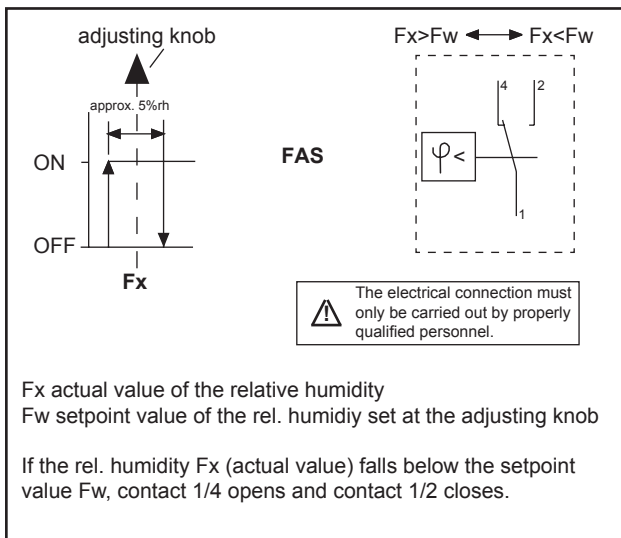 adjusting knob
Fx>Fw Fx<Fw
approx. 5%rh
4 2
ON
FAS
φ<
1
OFF
Fx
The electrical connection must
only be carried out by properly
qualified personnel.
Fx actual value of the relative humidity
Fw setpoint value of the rel. humidiy set at the adjusting knob
If the rel. humidity Fx (actual value) falls below the setpoint
value Fw, contact 1/4 opens and contact 1/2 closes.